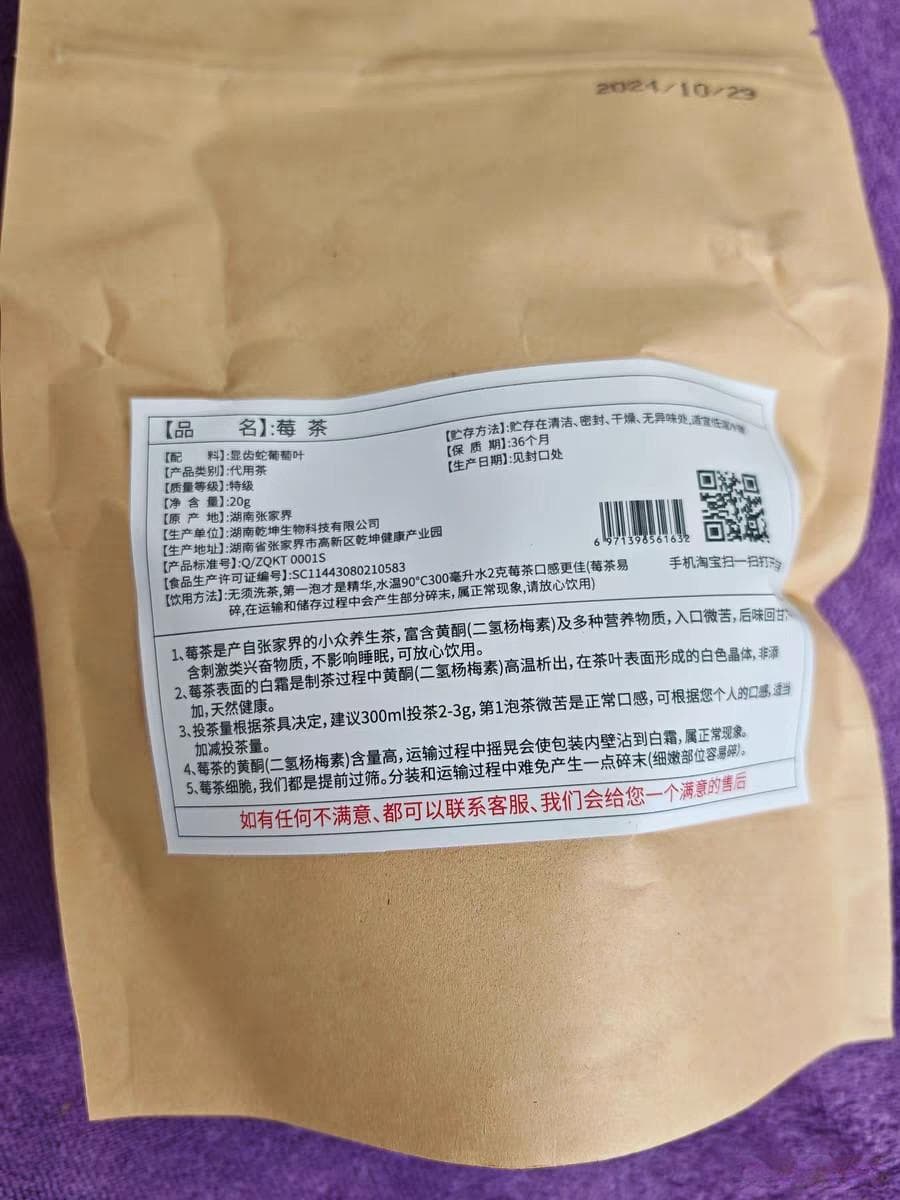 2024/10/23
【品 名】:莓 茶
【配 料】:显齿蛇葡萄叶
【产品类别】:代用茶
【质量等级】:特级
【净 含 量】:20g
【原 产 地】:湖南张家界
【生产单位】:湖南乾坤生物科技有限公司
【生产地址】:湖南省张家界市高新区乾坤健康产业园
【产品标准号】:Q/ZQKT 0001S
【食品生产许可证编号】:SC11443080210583
【饮用方法】:无须洗茶,第一泡才是精华,水温90°C300毫升水2克莓茶口感更佳(莓茶易
碎,在运输和储存过程中会产生部分碎末,属正常现象,请放心饮用)
【贮存方法】:贮存在清洁、密封、干燥、无异味处,适宜低温冷藏
【保 质 期】:36个月
【生产日期】:见封口处
6 971398561632
手机淘宝扫一扫打开
1、莓茶是产自张家界的小众养生茶，富含黄酮(二氢杨梅素)及多种营养物质，入口微苦，后味回甘
含刺激类兴奋物质，不影响睡眠，可放心饮用。
2、莓茶表面的白霜是制茶过程中黄酮(二氢杨梅素)高温析出，在茶叶表面形成的白色晶体，非添
加，天然健康。
3、投茶量根据茶具决定，建议300ml投茶2-3g，第1泡茶微苦是正常口感，可根据您个人的口感，适当
加减投茶量。
4、莓茶的黄酮(二氢杨梅素)含量高，运输过程中摇晃会使包装内壁沾到白霜，属正常现象。
5、莓茶细脆，我们都是提前过筛。分装和运输过程中难免产生一点碎末(细嫩部位容易碎)。
如有任何不满意、都可以联系客服、我们会给您一个满意的售后